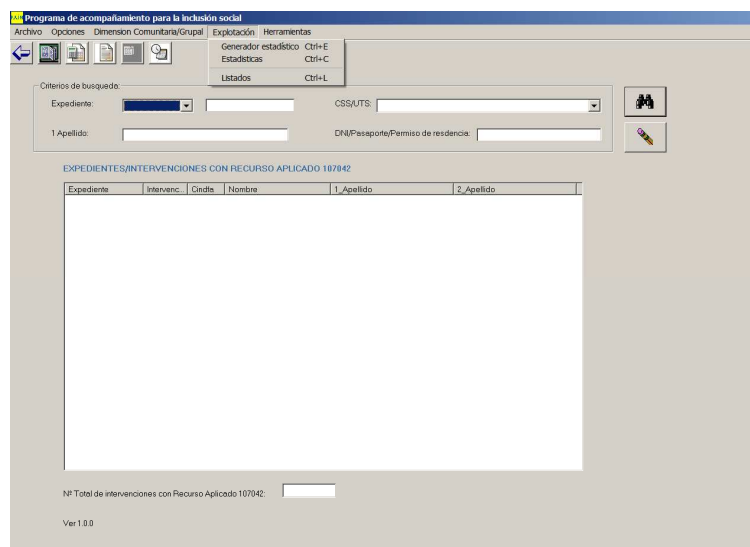 Programa de acompañamiento para la inclusión social
Archivo Opciones Dimension Comunitaria/Grupal Explotación Herramientas
Generador estadístico Ctrl+E
Estadisticas Ctrl+C
Listados Ctrl+L
Criterios de busqueda:
Expediente: CSS/UTS:
1 Apellido: DNI/Pasaporte/Permiso de resdencia:
EXPEDIENTES/INTERVENCIONES CON RECURSO APLICADO 107042
Expediente Intervenc... Cindta Nombre 1_Apellido 2_Apellido
Nº Total de intervenciones con Recurso Aplicado 107042:
Ver 1.0.0